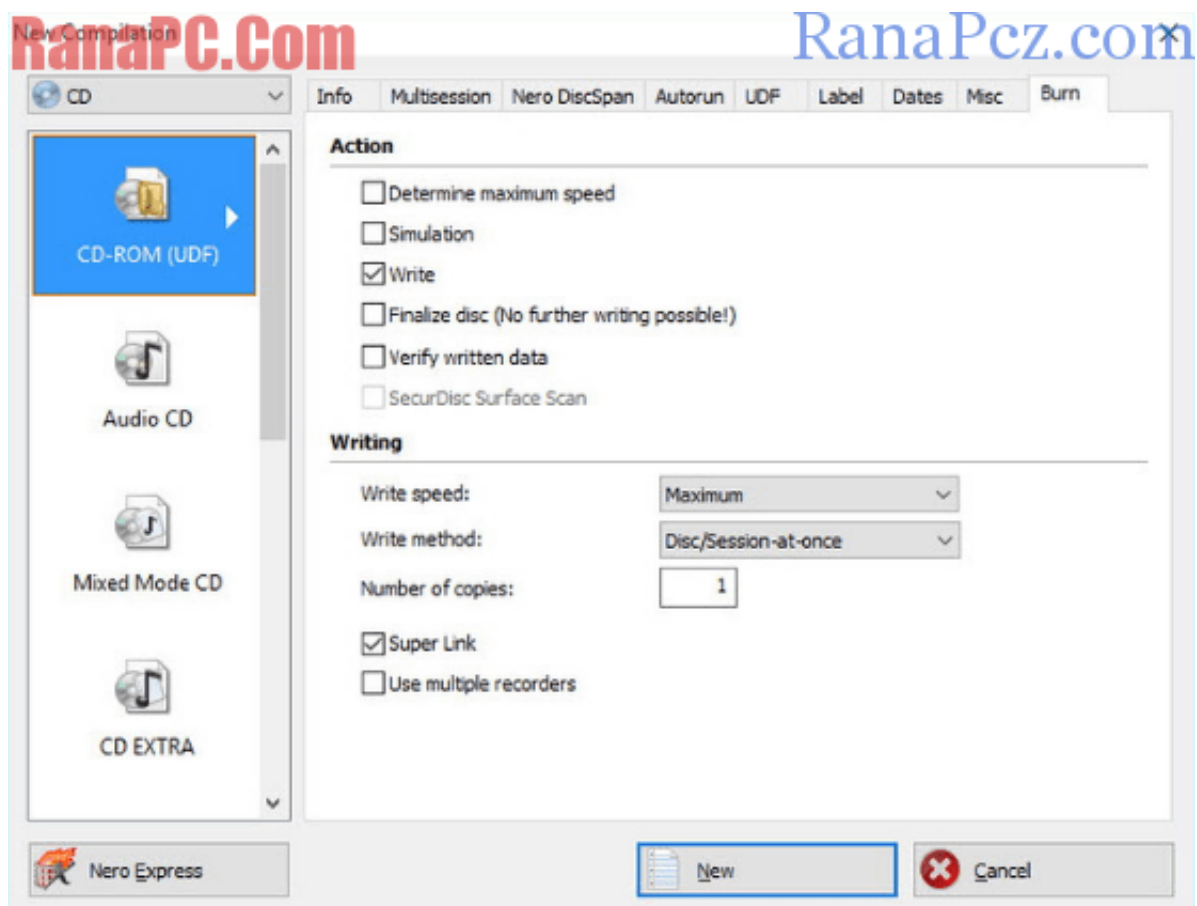 New Compilation
RanaPC.Com
RanaPcz.com
CD
Info Multisession Nero DiscSpan Autorun UDF Label Dates Misc Burn
CD-ROM (UDF)
Audio CD
Mixed Mode CD
CD EXTRA
Action
Determine maximum speed
Simulation
Write
Finalize disc (No further writing possible!)
Verify written data
SecurDisc Surface Scan
Writing
Write speed: Maximum
Write method: Disc/Session-at-once
Number of copies: 1
Super Link
Use multiple recorders
Nero Express
New
Cancel